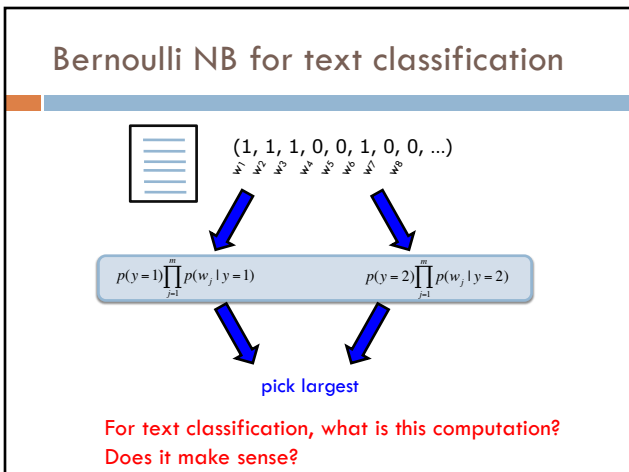 Bernoulli NB for text classification
(1, 1, 1, 0, 0, 1, 0, 0, …)
w1 w2 w3 w4 w5 w6 w7 w8
p(y=1)∏_{j=1}^{m} p(w_j | y=1) p(y=2)∏_{j=1}^{m} p(w_j | y=2)
pick largest
For text classification, what is this computation?
Does it make sense?